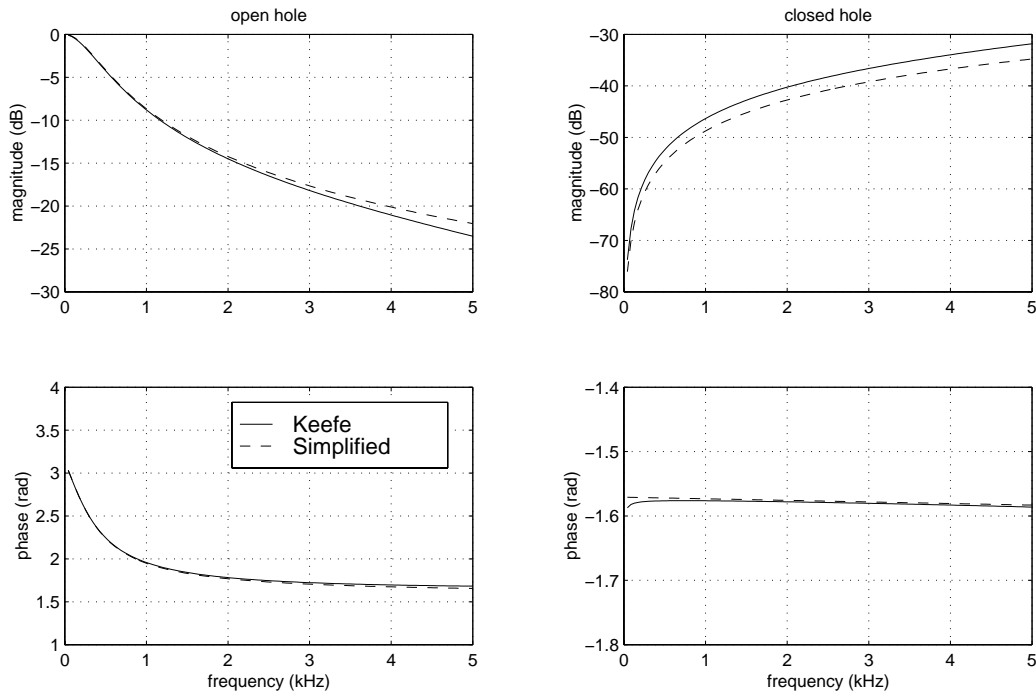 open hole
closed hole
0
−5
−10
−15
−20
−25
−30
magnitude (dB)
0 1 2 3 4 5
−30
−40
−50
−60
−70
−80
magnitude (dB)
0 1 2 3 4 5
4
3.5
3
2.5
2
1.5
1
phase (rad)
Keefe
Simplified
0 1 2 3 4 5
frequency (kHz)
−1.4
−1.5
−1.6
−1.7
−1.8
phase (rad)
0 1 2 3 4 5
frequency (kHz)